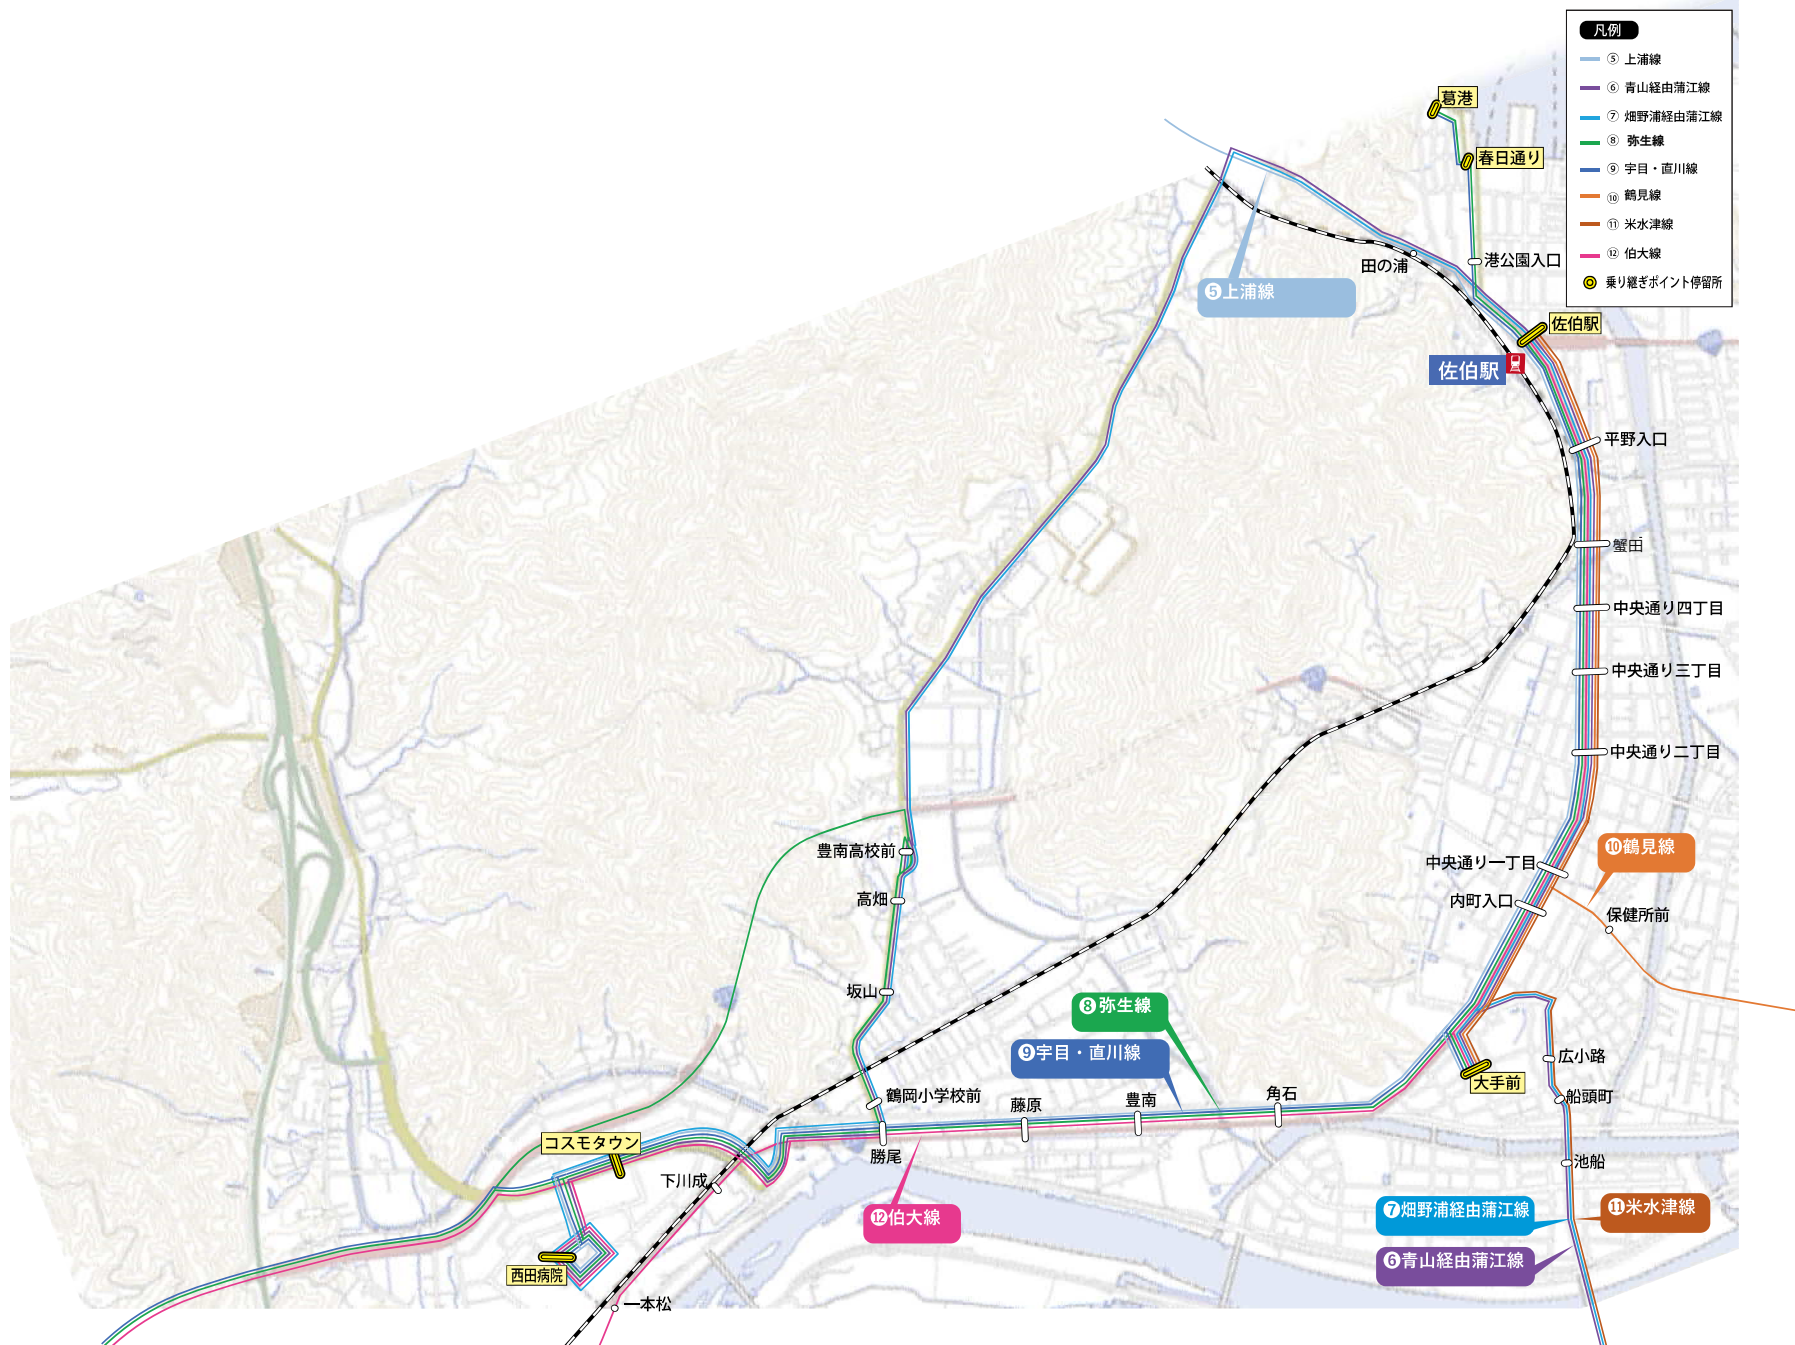 凡例
⑤ 上浦線
⑥ 青山経由蒲江線
⑦ 畑野浦経由蒲江線
⑧ 弥生線
⑨ 宇目・直川線
⑩ 鶴見線
⑪ 米水津線
⑫ 伯大線
乗り継ぎポイント停留所
葛港
春日通り
港公園入口
田の浦
❺上浦線
佐伯駅
佐伯駅
平野入口
蟹田
中央通り四丁目
中央通り三丁目
中央通り二丁目
中央通り一丁目
❿鶴見線
豊南高校前
高畑
内町入口
保健所前
坂山
❽弥生線
❾宇目・直川線
広小路
大手前
船頭町
鶴岡小学校前
藤原
豊南
角石
コスモタウン
勝尾
下川成
池船
⓬伯大線
❼畑野浦経由蒲江線
⓫米水津線
❻青山経由蒲江線
西田病院
一本松